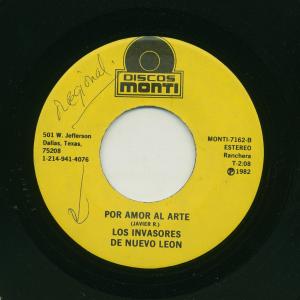 DISCOS
MONTI
Regional
501 W. Jefferson
Dallas, Texas,
75208
1-214-941-4076
MONTI-7162-B
ESTEREO
Ranchera
T-2:08
℗ 1982
POR AMOR AL ARTE
(JAVIER R.)
LOS INVASORES
DE NUEVO LEON